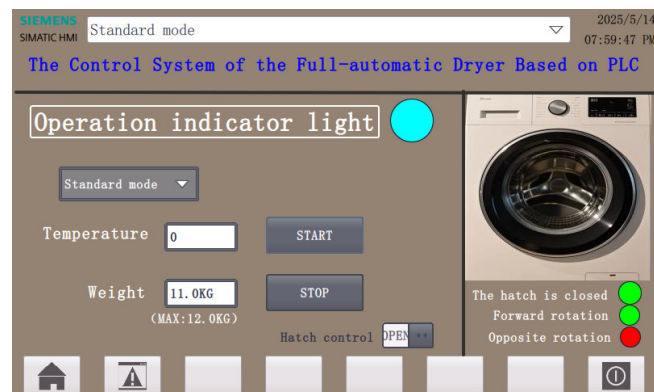 SIEMENS
SIMATIC HMI
Standard mode
2025/5/14
07:59:47 PM
The Control System of the Full-automatic Dryer Based on PLC
Operation indicator light
Standard mode
Temperature 0 START
Weight 11.0KG STOP
(MAX:12.0KG)
Hatch control OPEN
The hatch is closed
Forward rotation
Opposite rotation